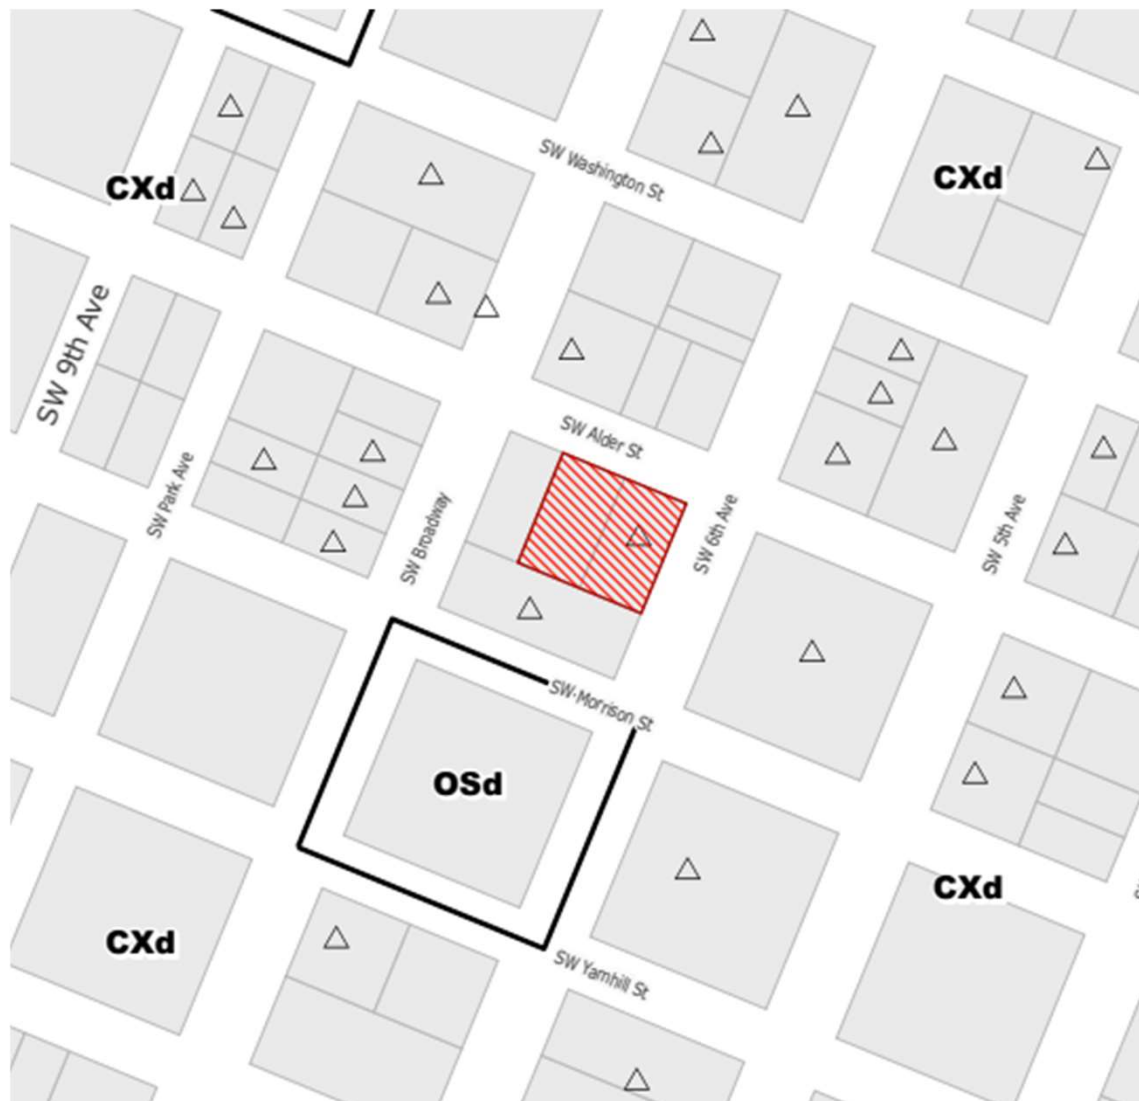 SW Washington St
CXd
CXd
SW 9th Ave
SW Alder St
SW Park Ave
SW Broadway
SW 6th Ave
SW 5th Ave
SW Morrison St
OSd
CXd
CXd
SW Yamhill St